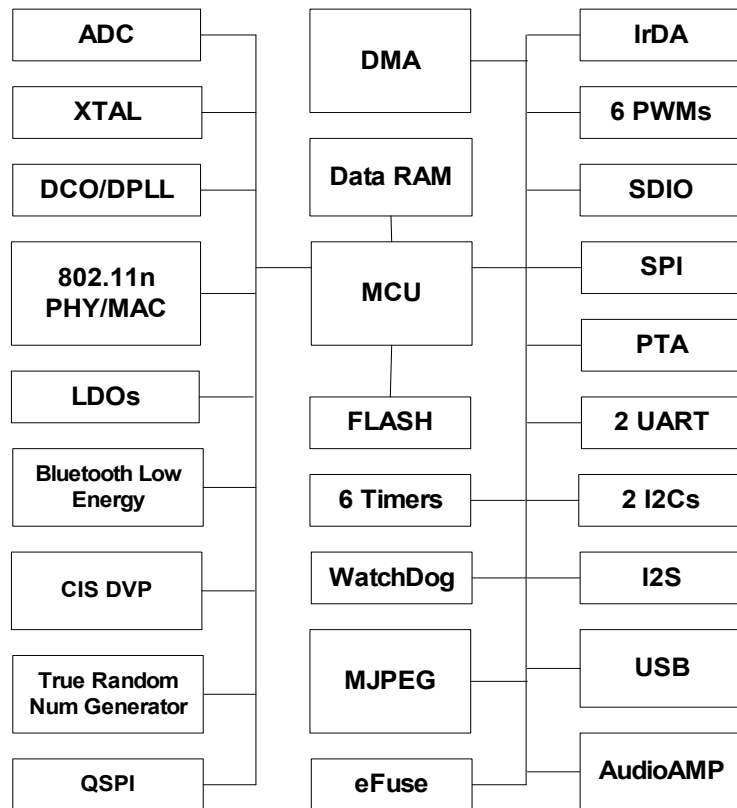 ADC
XTAL
DCO/DPLL
802.11n
PHY/MAC
LDOs
Bluetooth Low
Energy
CIS DVP
True Random
Num Generator
QSPI
DMA
Data RAM
MCU
FLASH
6 Timers
WatchDog
MJPEG
eFuse
IrDA
6 PWMs
SDIO
SPI
PTA
2 UART
2 I2Cs
I2S
USB
AudioAMP